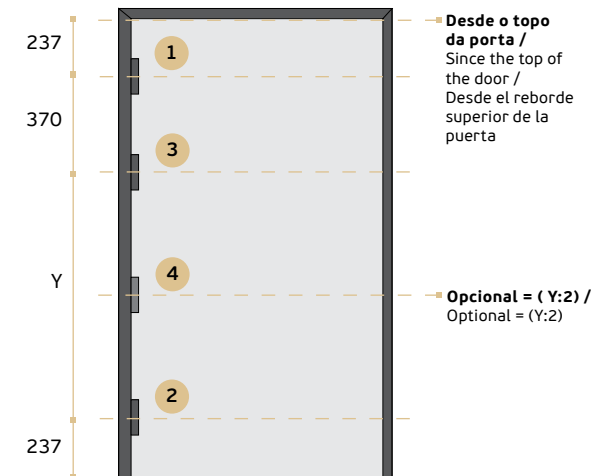 237
370
Y
237
1
3
4
2
Desde o topo
da porta /
Since the top of
the door /
Desde el reborde
superior de la
puerta
Opcional = ( Y:2) /
Optional = (Y:2)